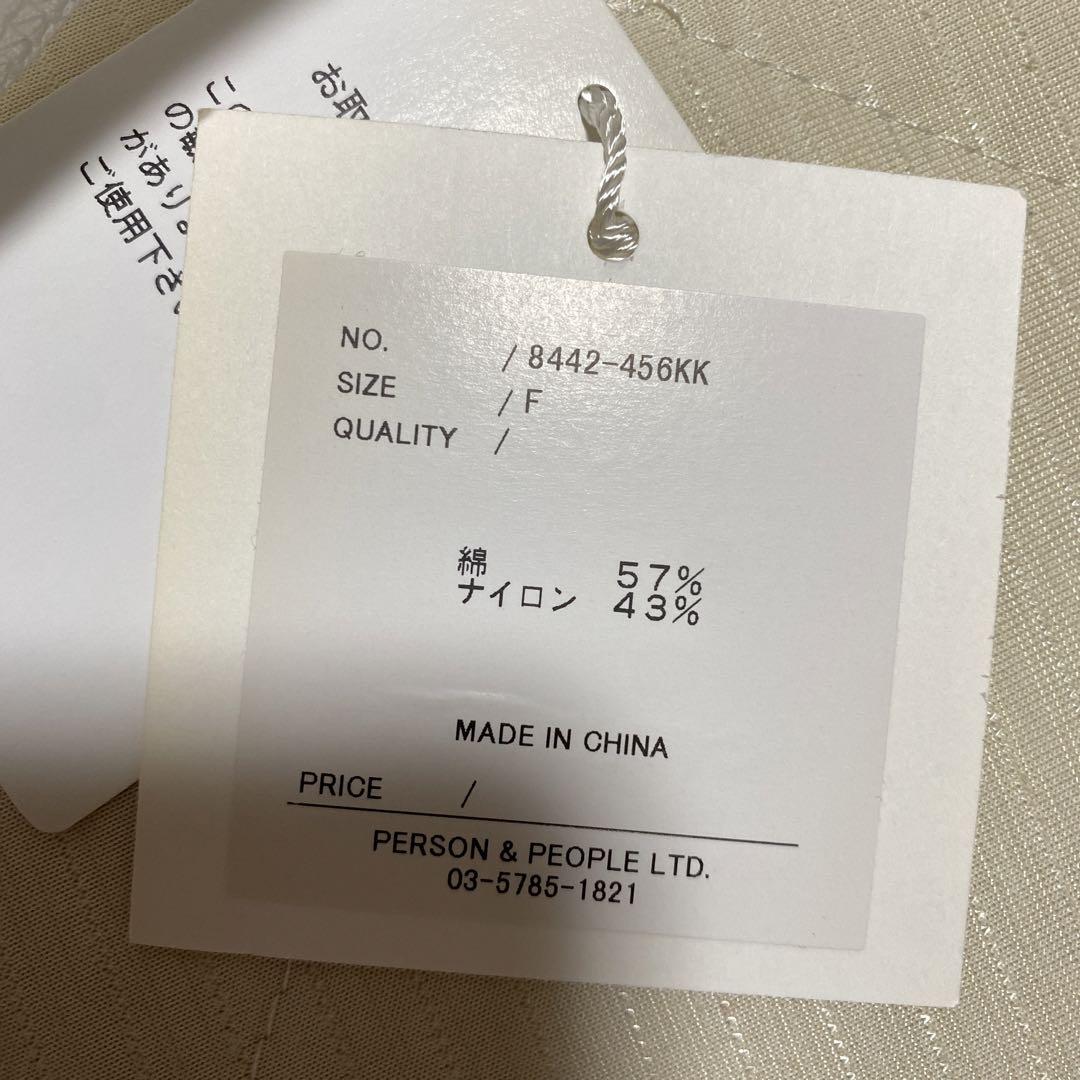 お取
この
があり
ご使用下さ
NO. / 8442-456KK
SIZE / F
QUALITY /
綿 57%
ナイロン 43%
MADE IN CHINA
PRICE /
PERSON & PEOPLE LTD.
03-5785-1821